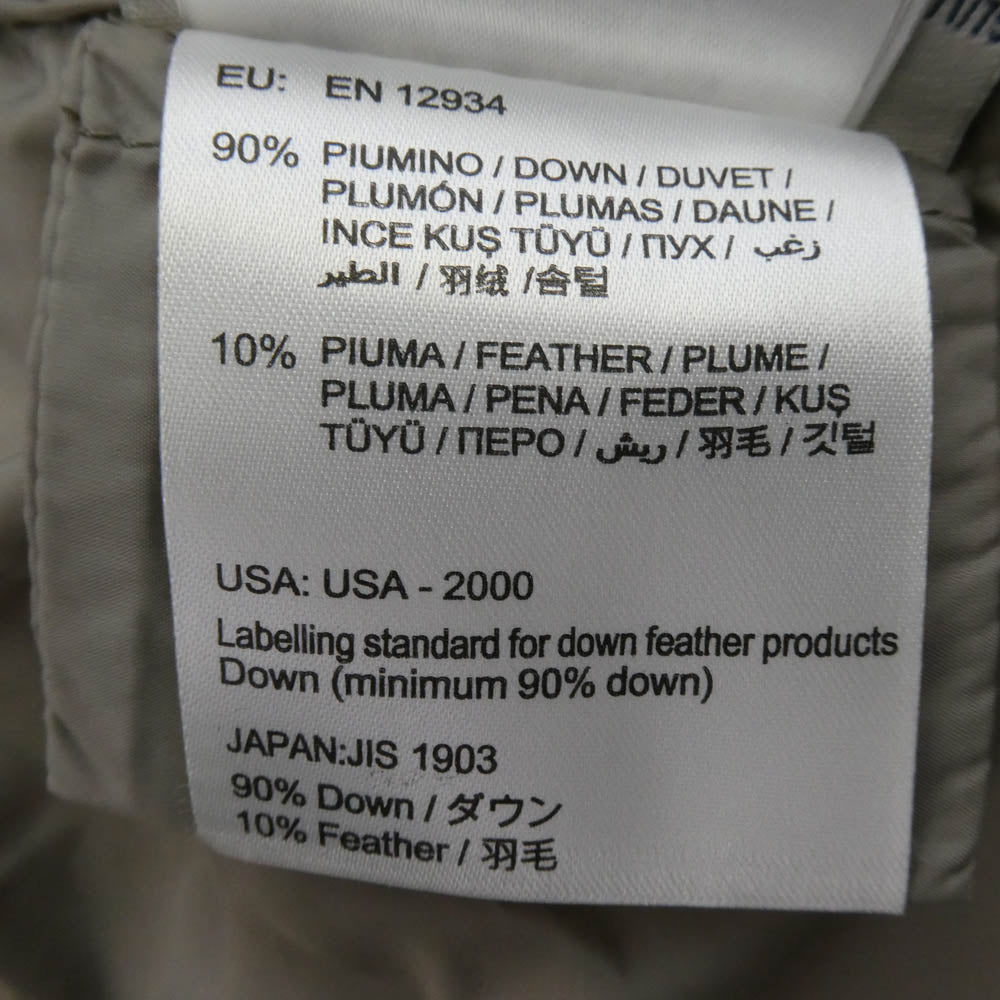 EU: EN 12934
90% PIUMINO / DOWN / DUVET /
PLUMÓN / PLUMAS / DAUNE /
INCE KUŞ TÜYÜ / ПУХ / زغب
الطير / 羽绒 /솜털
10% PIUMA / FEATHER / PLUME /
PLUMA / PENA / FEDER / KUŞ
TÜYÜ / ПЕРО / ريش / 羽毛 / 깃털
USA: USA - 2000
Labelling standard for down feather products
Down (minimum 90% down)
JAPAN:JIS 1903
90% Down / ダウン
10% Feather / 羽毛